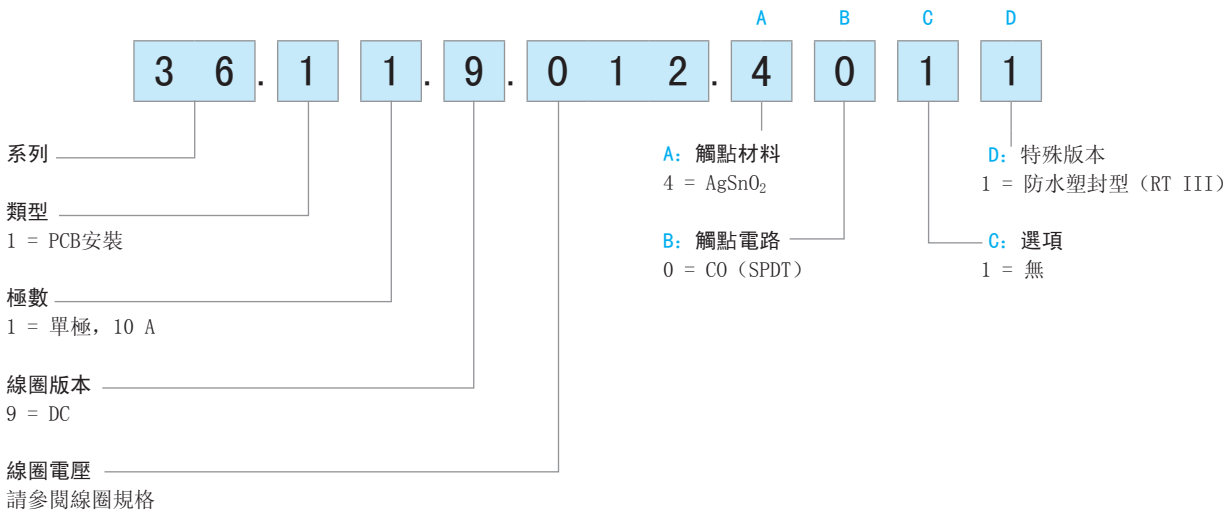 A B C D
3 6 . 1 1 . 9 . 0 1 2 . 4 0 1 1
系列
類型
1 = PCB安裝
極數
1 = 單極，10 A
線圈版本
9 = DC
線圈電壓
請參閱線圈規格
A: 觸點材料
4 = AgSnO₂
B: 觸點電路
0 = CO（SPDT）
D: 特殊版本
1 = 防水塑封型（RT III）
C: 選項
1 = 無